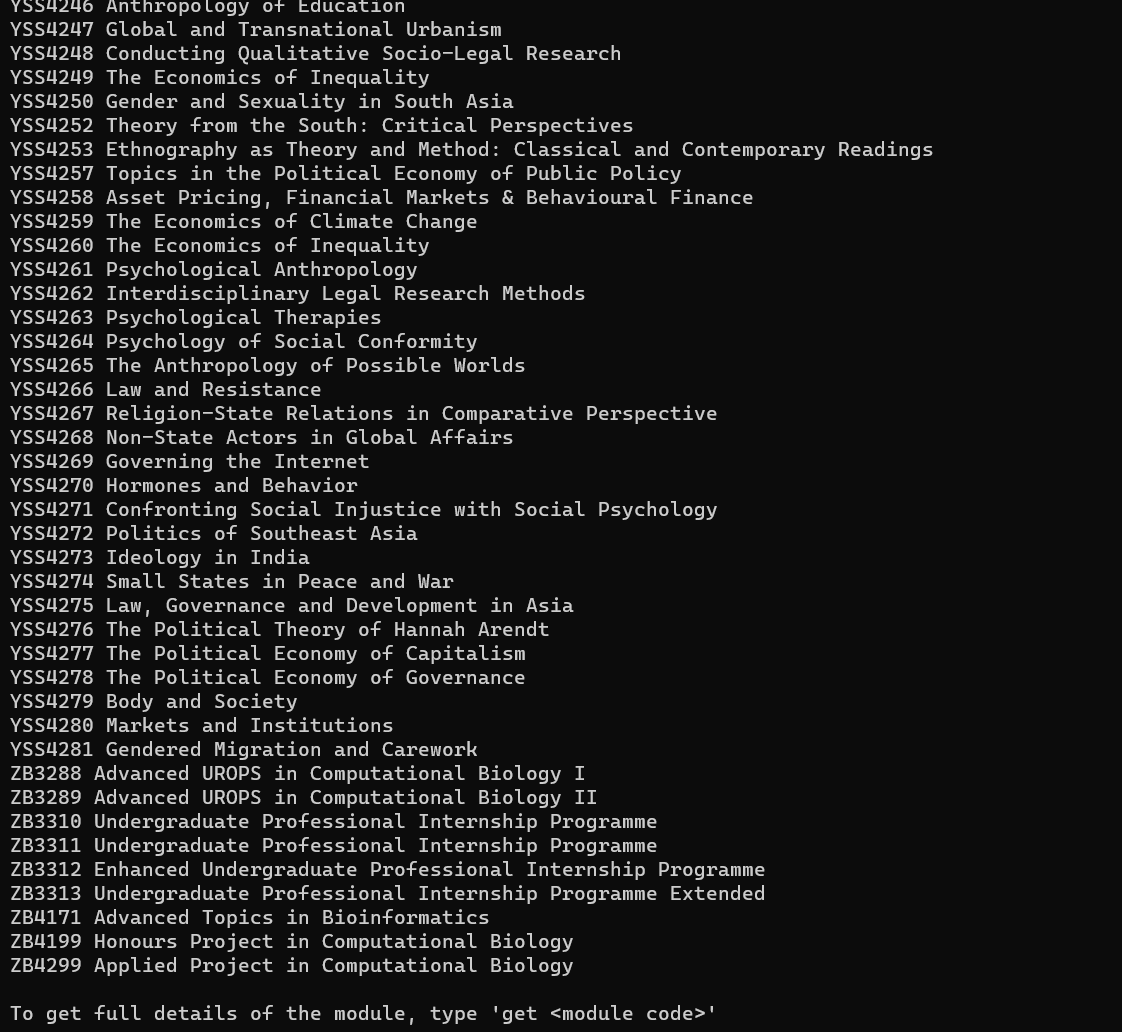 YSS4246 Anthropology of Education
YSS4247 Global and Transnational Urbanism
YSS4248 Conducting Qualitative Socio-Legal Research
YSS4249 The Economics of Inequality
YSS4250 Gender and Sexuality in South Asia
YSS4252 Theory from the South: Critical Perspectives
YSS4253 Ethnography as Theory and Method: Classical and Contemporary Readings
YSS4257 Topics in the Political Economy of Public Policy
YSS4258 Asset Pricing, Financial Markets & Behavioural Finance
YSS4259 The Economics of Climate Change
YSS4260 The Economics of Inequality
YSS4261 Psychological Anthropology
YSS4262 Interdisciplinary Legal Research Methods
YSS4263 Psychological Therapies
YSS4264 Psychology of Social Conformity
YSS4265 The Anthropology of Possible Worlds
YSS4266 Law and Resistance
YSS4267 Religion-State Relations in Comparative Perspective
YSS4268 Non-State Actors in Global Affairs
YSS4269 Governing the Internet
YSS4270 Hormones and Behavior
YSS4271 Confronting Social Injustice with Social Psychology
YSS4272 Politics of Southeast Asia
YSS4273 Ideology in India
YSS4274 Small States in Peace and War
YSS4275 Law, Governance and Development in Asia
YSS4276 The Political Theory of Hannah Arendt
YSS4277 The Political Economy of Capitalism
YSS4278 The Political Economy of Governance
YSS4279 Body and Society
YSS4280 Markets and Institutions
YSS4281 Gendered Migration and Carework
ZB3288 Advanced UROPS in Computational Biology I
ZB3289 Advanced UROPS in Computational Biology II
ZB3310 Undergraduate Professional Internship Programme
ZB3311 Undergraduate Professional Internship Programme
ZB3312 Enhanced Undergraduate Professional Internship Programme
ZB3313 Undergraduate Professional Internship Programme Extended
ZB4171 Advanced Topics in Bioinformatics
ZB4199 Honours Project in Computational Biology
ZB4299 Applied Project in Computational Biology
To get full details of the module, type 'get <module code>'